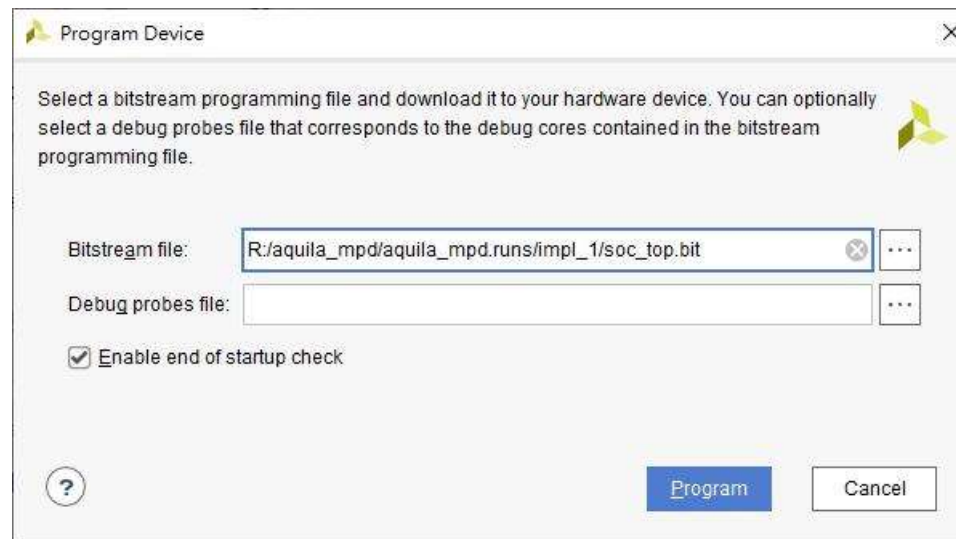 Program Device
Select a bitstream programming file and download it to your hardware device. You can optionally
select a debug probes file that corresponds to the debug cores contained in the bitstream
programming file.
Bitstream file: R:/aquila_mpd/aquila_mpd.runs/impl_1/soc_top.bit ...
Debug probes file: ...
Enable end of startup check
? Program Cancel